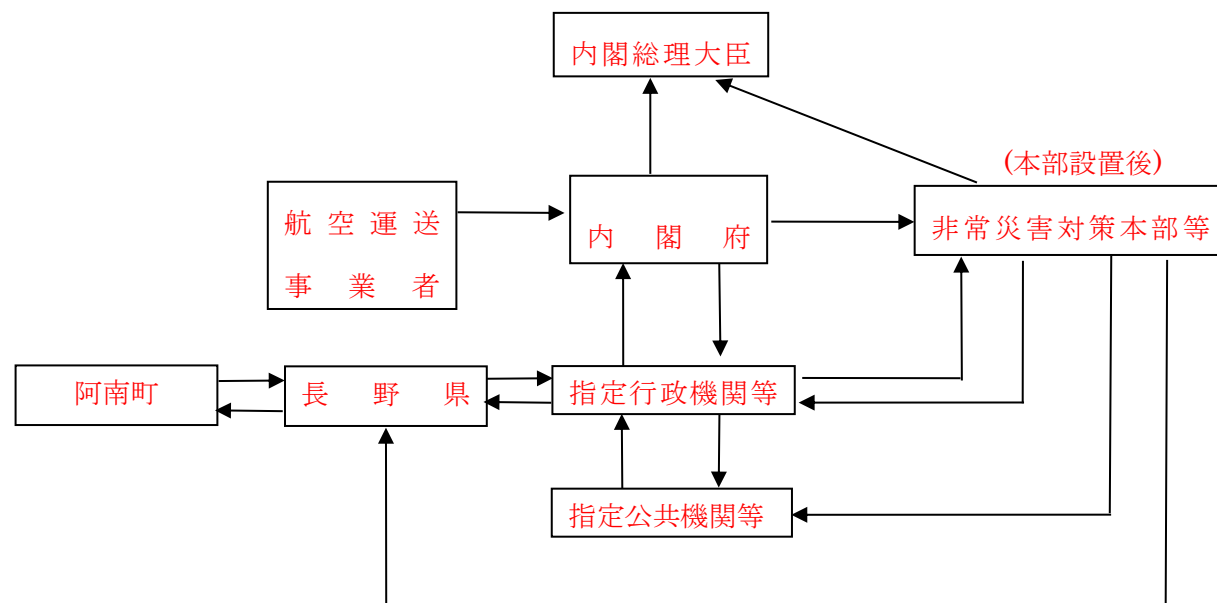 内閣総理大臣
(本部設置後)
航空運送
事業者
内閣府
非常災害対策本部等
阿南町
長野県
指定行政機関等
指定公共機関等